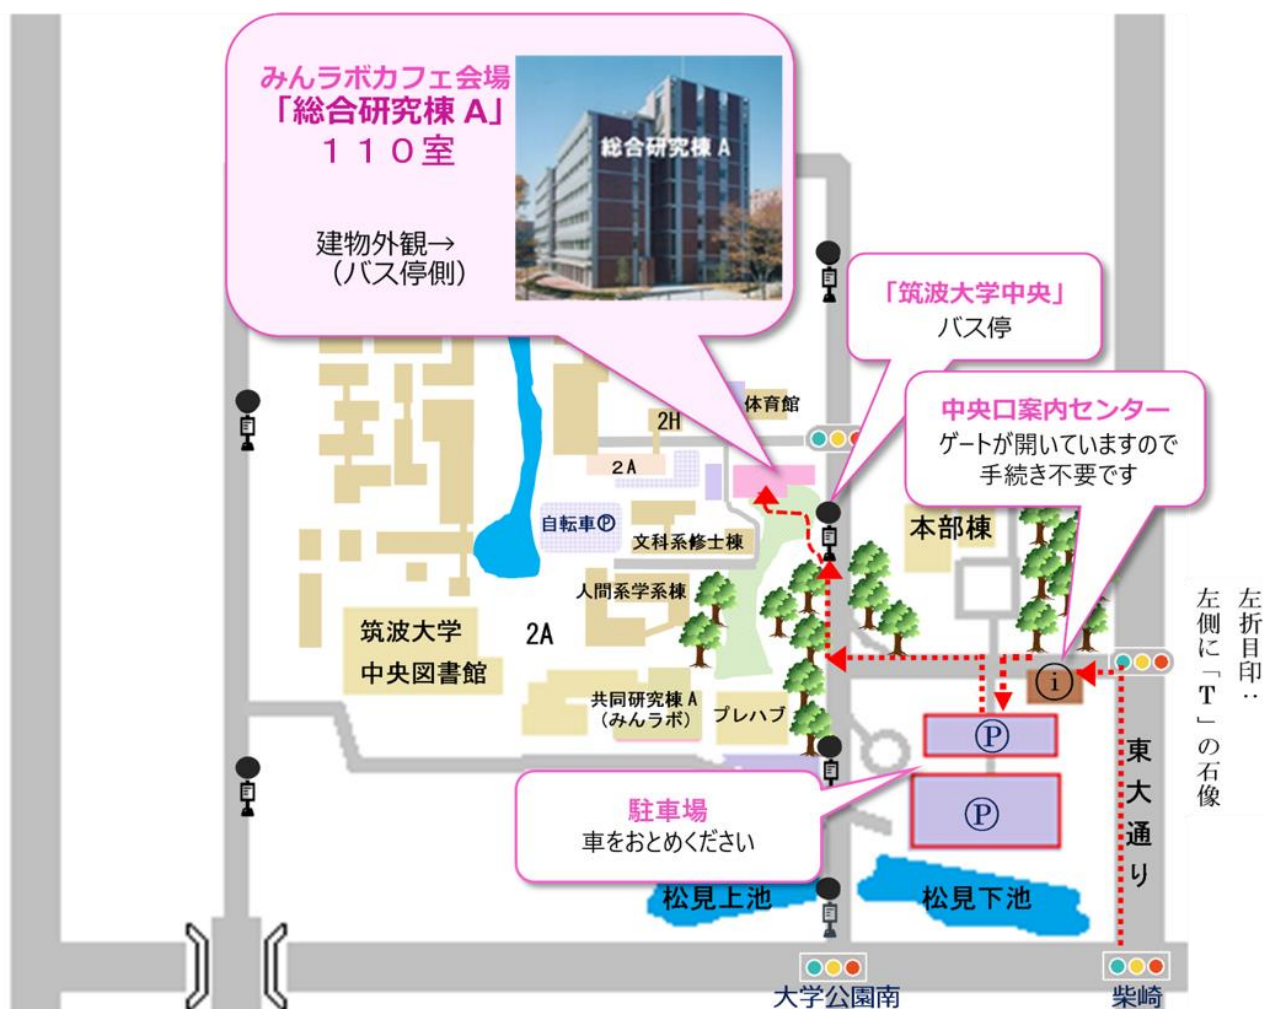 みんラボカフェ会場
「総合研究棟 A」
１１０室
建物外観→
（バス停側）
総合研究棟 A
「筑波大学中央」
バス停
中央口案内センター
ゲートが開いていますので
手続き不要です
体育館
2H
2A
自転車Ⓟ
文科系修士棟
本部棟
人間系学系棟
2A
筑波大学
中央図書館
共同研究棟 A
（みんラボ）
プレハブ
i
Ⓟ
Ⓟ
駐車場
車をおとめください
松見上池
松見下池
東大通り
左折目印：
左側に「T」の石像
大学公園南
柴崎